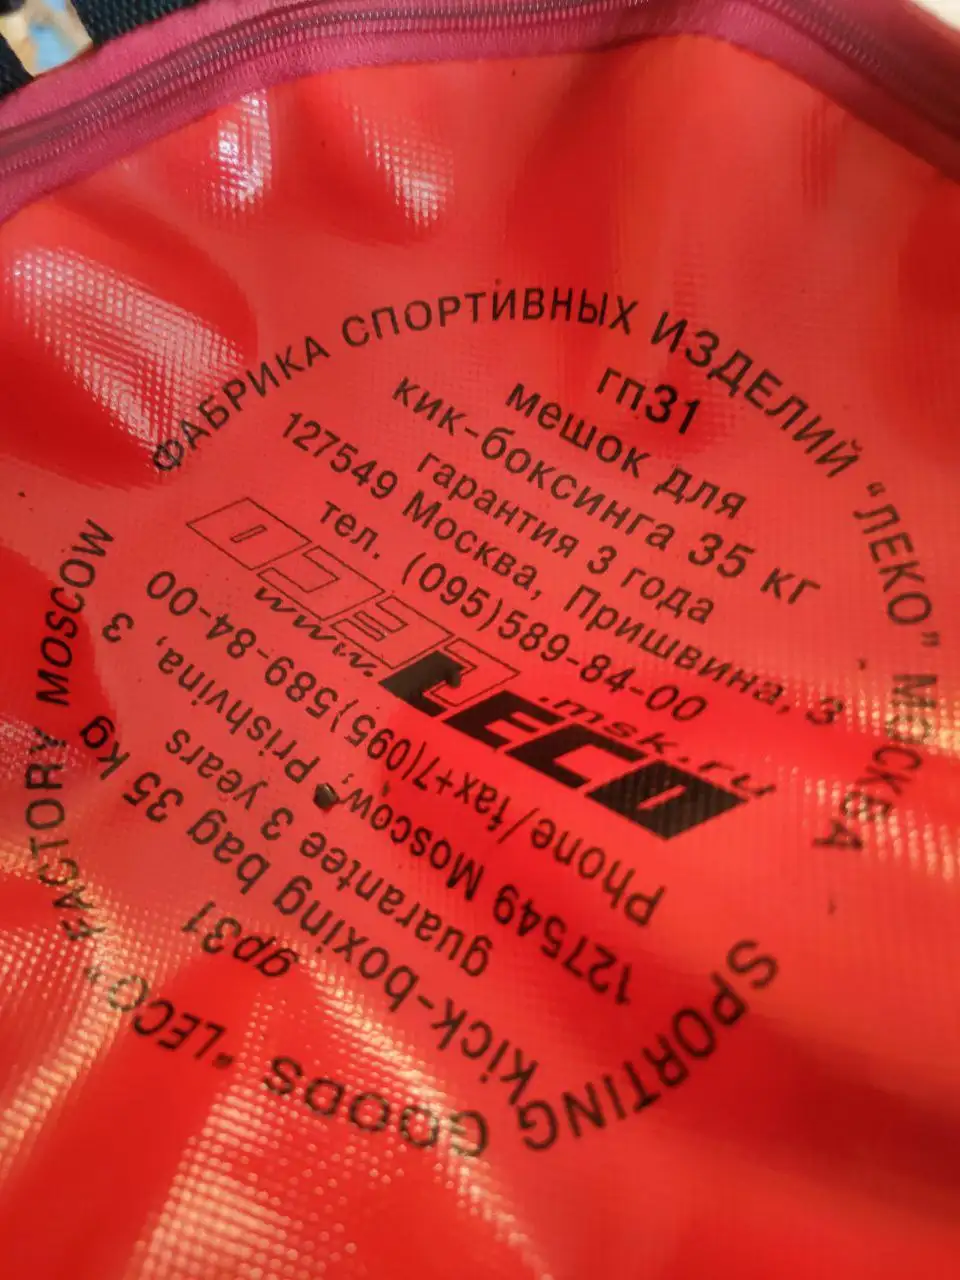 ФАБРИКА СПОРТИВНЫХ ИЗДЕЛИЙ "ЛЕКО" МОСКВА
гп31
мешок для
кик-боксинга 35 кг
гарантия 3 года
127549 Москва, Пришвина, 3
тел. (095)589-84-00
LECO
www.
LECO
.msk.ru
Phone/fax+7(095)589-84-00
127549 Moscow, Prishvina, 3
guarantee 3 years
kick-boxing bag 35 kg
gp31
SPORTING GOODS "LECO" FACTORY MOSCOW